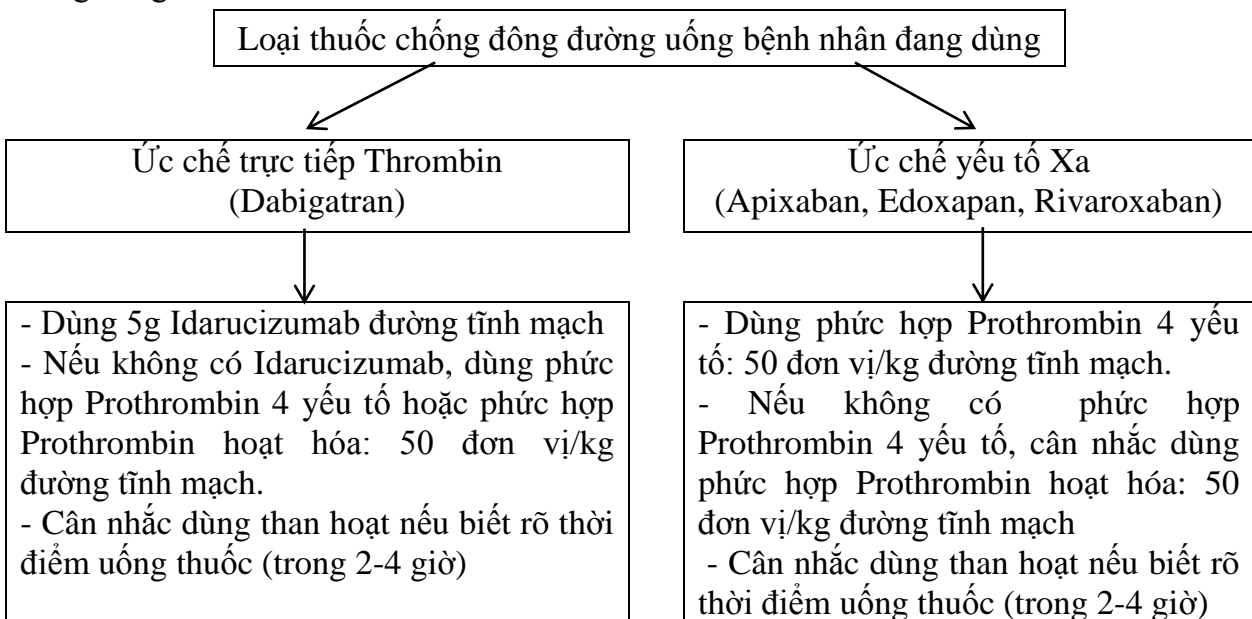 Loại thuốc chống đông đường uống bệnh nhân đang dùng
Ức chế trực tiếp Thrombin
(Dabigatran)
Ức chế yếu tố Xa
(Apixaban, Edoxapan, Rivaroxaban)
- Dùng 5g Idarucizumab đường tĩnh mạch
- Nếu không có Idarucizumab, dùng phức
hợp Prothrombin 4 yếu tố hoặc phức hợp
Prothrombin hoạt hóa: 50 đơn vị/kg
đường tĩnh mạch.
- Cân nhắc dùng than hoạt nếu biết rõ thời
điểm uống thuốc (trong 2-4 giờ)
- Dùng phức hợp Prothrombin 4 yếu
tố: 50 đơn vị/kg đường tĩnh mạch.
- Nếu không có phức hợp
Prothrombin 4 yếu tố, cân nhắc dùng
phức hợp Prothrombin hoạt hóa: 50
đơn vị/kg đường tĩnh mạch
- Cân nhắc dùng than hoạt nếu biết rõ
thời điểm uống thuốc (trong 2-4 giờ)